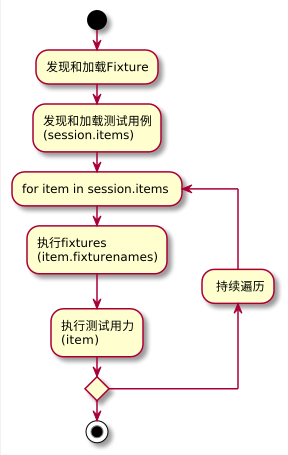 发现和加载Fixture
发现和加载测试用例
(session.items)
for item in session.items
执行fixtures
(item.fixturenames)
持续遍历
执行测试用力
(item)